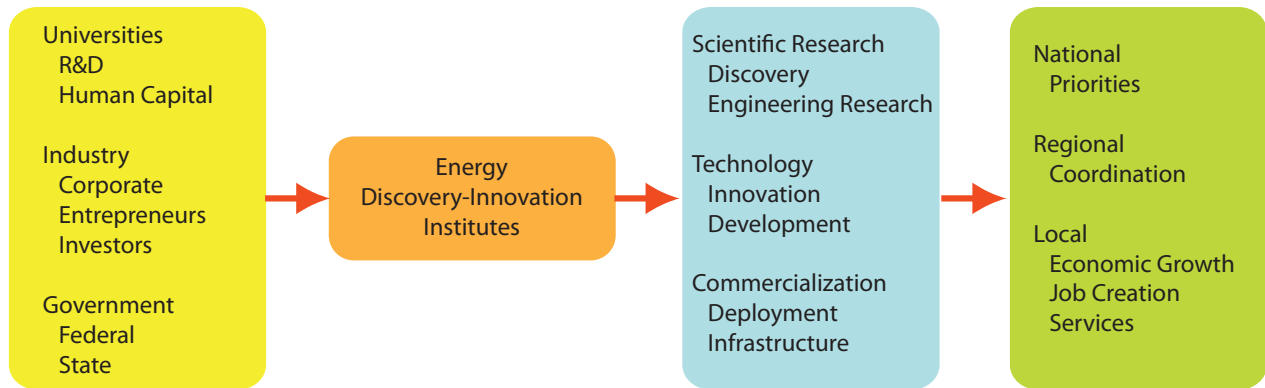 Universities
R&D
Human Capital
Industry
Corporate
Entrepreneurs
Investors
Government
Federal
State
Energy
Discovery-Innovation
Institutes
Scientific Research
Discovery
Engineering Research
Technology
Innovation
Development
Commercialization
Deployment
Infrastructure
National
Priorities
Regional
Coordination
Local
Economic Growth
Job Creation
Services